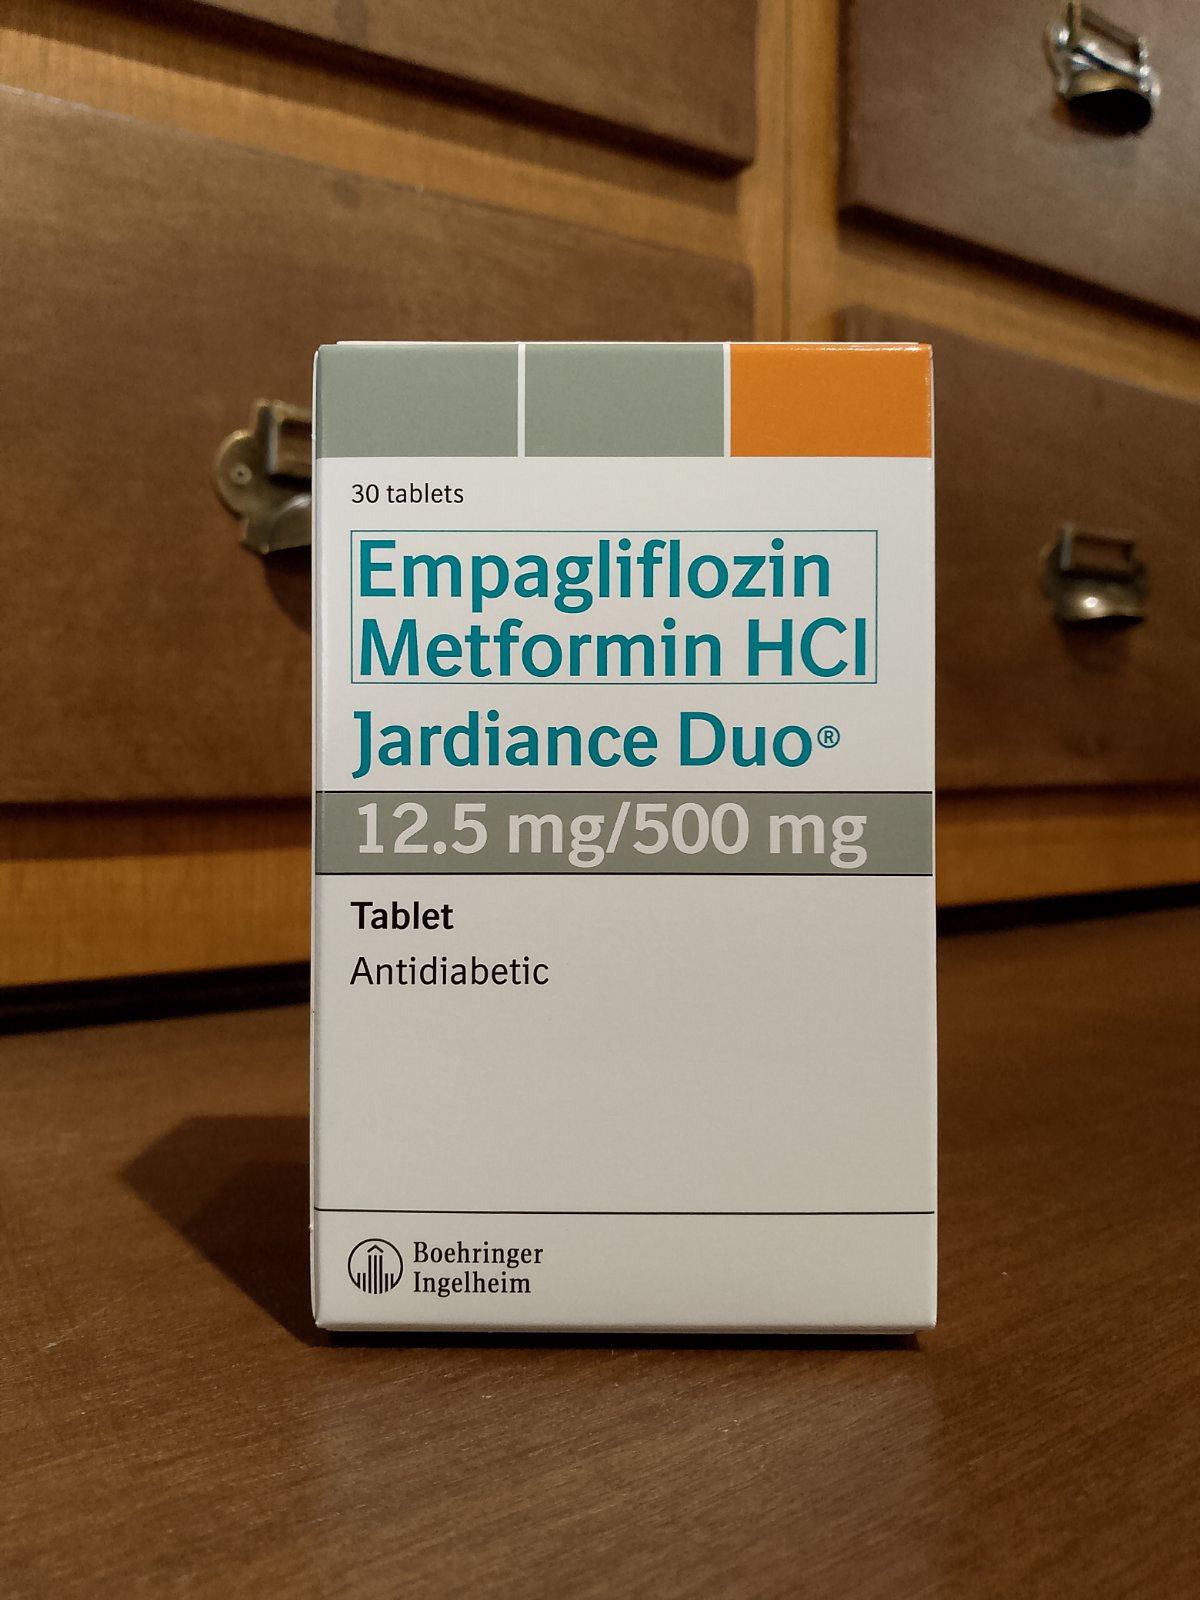 30 tablets
Empagliflozin
Metformin HCl
Jardiance Duo®
12.5 mg/500 mg
Tablet
Antidiabetic
Boehringer
Ingelheim